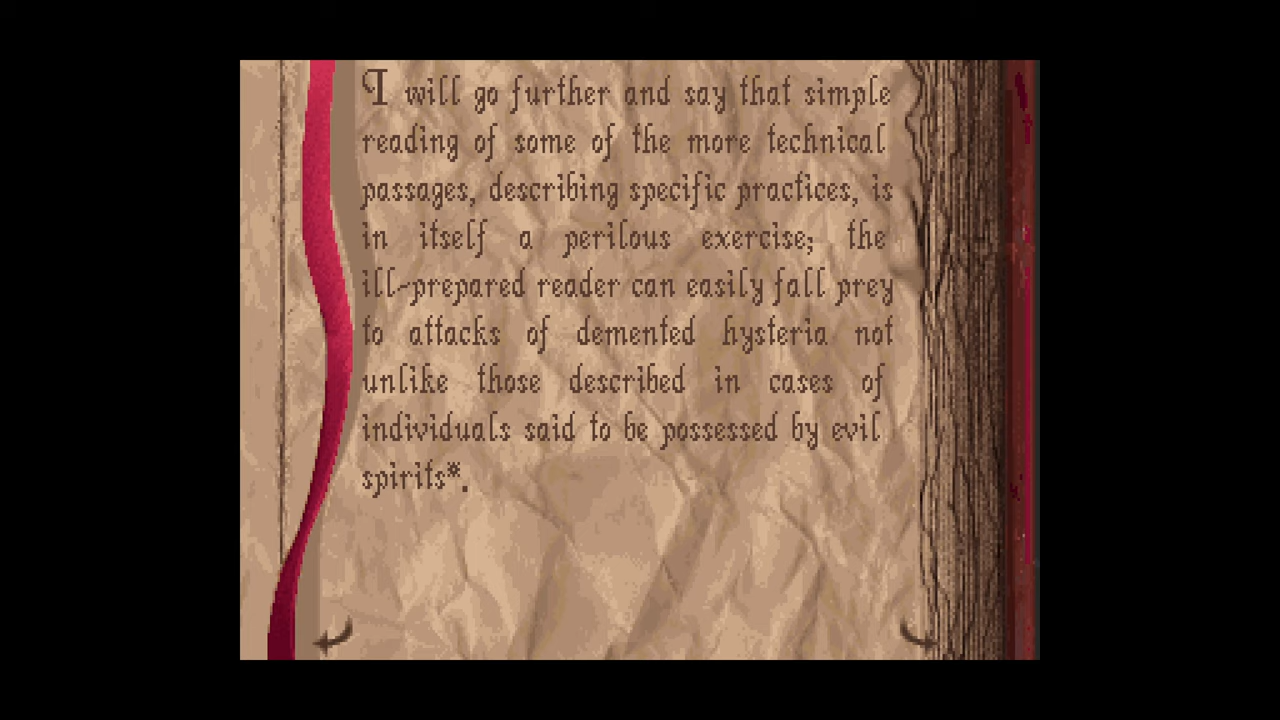 I will go further and say that simple
reading of some of the more technical
passages, describing specific practices, is
in itself a perilous exercise; the
ill-prepared reader can easily fall prey
to attacks of demented hysteria not
unlike those described in cases of
individuals said to be possessed by evil
spirits*.